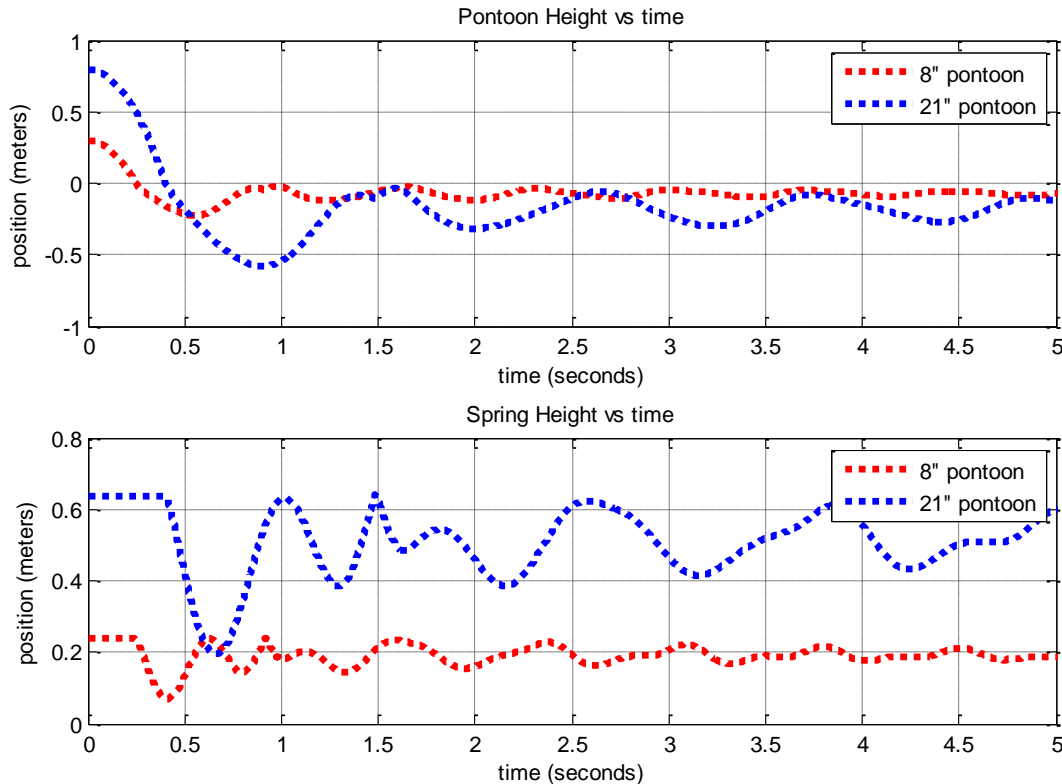 Pontoon Height vs time
1
0.5
0
-0.5
-1
position (meters)
8" pontoon
21" pontoon
0 0.5 1 1.5 2 2.5 3 3.5 4 4.5 5
time (seconds)
Spring Height vs time
0.8
0.6
0.4
0.2
0
position (meters)
8" pontoon
21" pontoon
0 0.5 1 1.5 2 2.5 3 3.5 4 4.5 5
time (seconds)